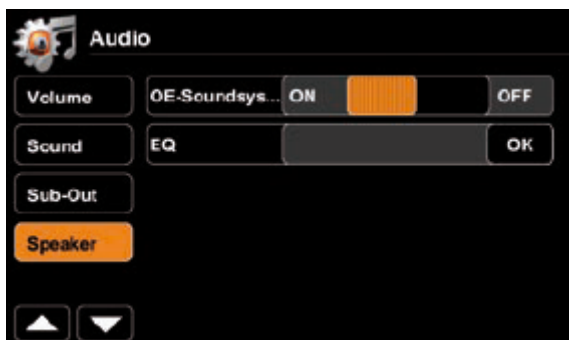 Audio
Volume
OE-Soundsys... ON OFF
Sound
EQ OK
Sub-Out
Speaker